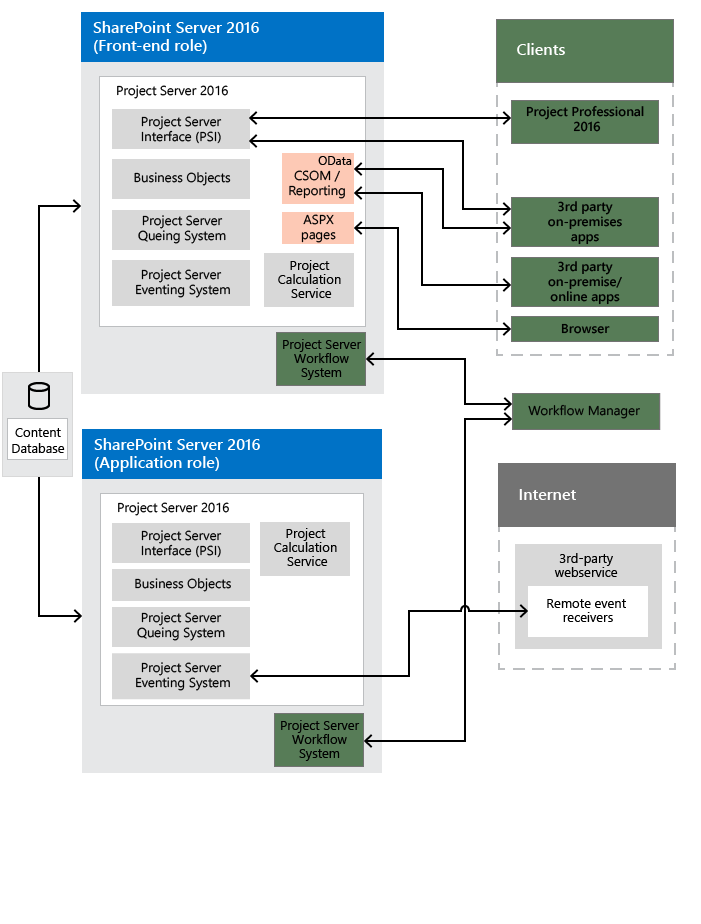 SharePoint Server 2016
(Front-end role)
Project Server 2016
Project Server
Interface (PSI)
Business Objects
Project Server
Queing System
Project Server
Eventing System
OData
CSOM /
Reporting
ASPX
pages
Project
Calculation
Service
Project Server
Workflow
System
Clients
Project Professional
2016
3rd party
on-premises
apps
3rd party
on-premise/
online apps
Browser
Workflow Manager
Content
Database
SharePoint Server 2016
(Application role)
Project Server 2016
Project Server
Interface (PSI)
Business Objects
Project Server
Queing System
Project Server
Eventing System
Project
Calculation
Service
Project Server
Workflow
System
Internet
3rd-party
webservice
Remote event
receivers